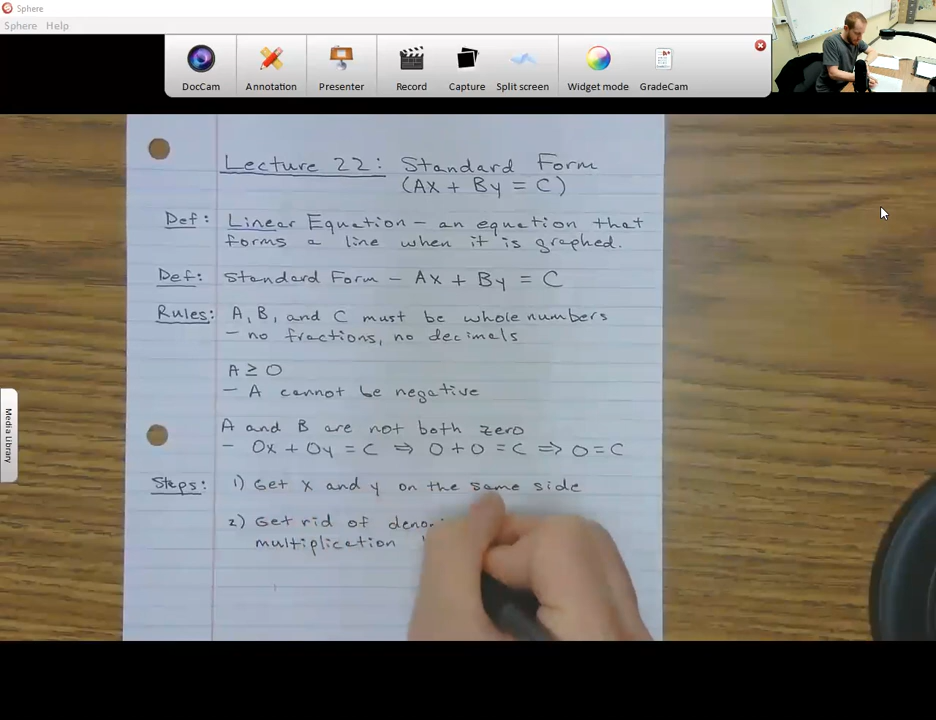 Sphere
Sphere Help
DocCam Annotation Presenter Record Capture Split screen Widget mode GradeCam
A+
Media Library
Lecture 22: Standard Form
(Ax + By = C)
Def: Linear Equation - an equation that
forms a line when it is graphed.
Def: Standard Form - Ax + By = C
Rules: A, B, and C must be whole numbers
- no fractions, no decimals
A ≥ 0
- A cannot be negative
A and B are not both zero
- 0x + 0y = C ⇒ 0 + 0 = C ⇒ 0 = C
Steps: 1) Get x and y on the same side
2) Get rid of
multiplication